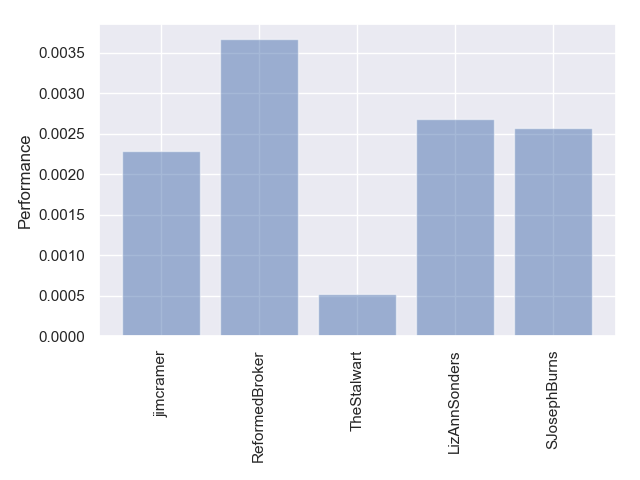 0.0035
0.0030
0.0025
0.0020
0.0015
0.0010
0.0005
0.0000
Performance
jimcramer
ReformedBroker
TheStalwart
LizAnnSonders
SJosephBurns